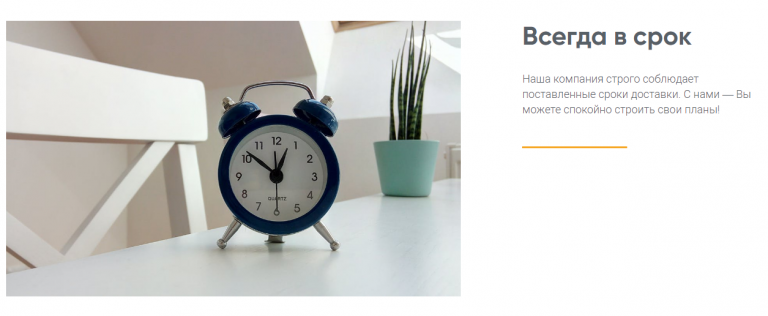 Всегда в срок
Наша компания строго соблюдает
поставленные сроки доставки. С нами — Вы
можете спокойно строить свои планы!
12
11 1
10 2
9 3
8 4
QUARTZ
7 5
6